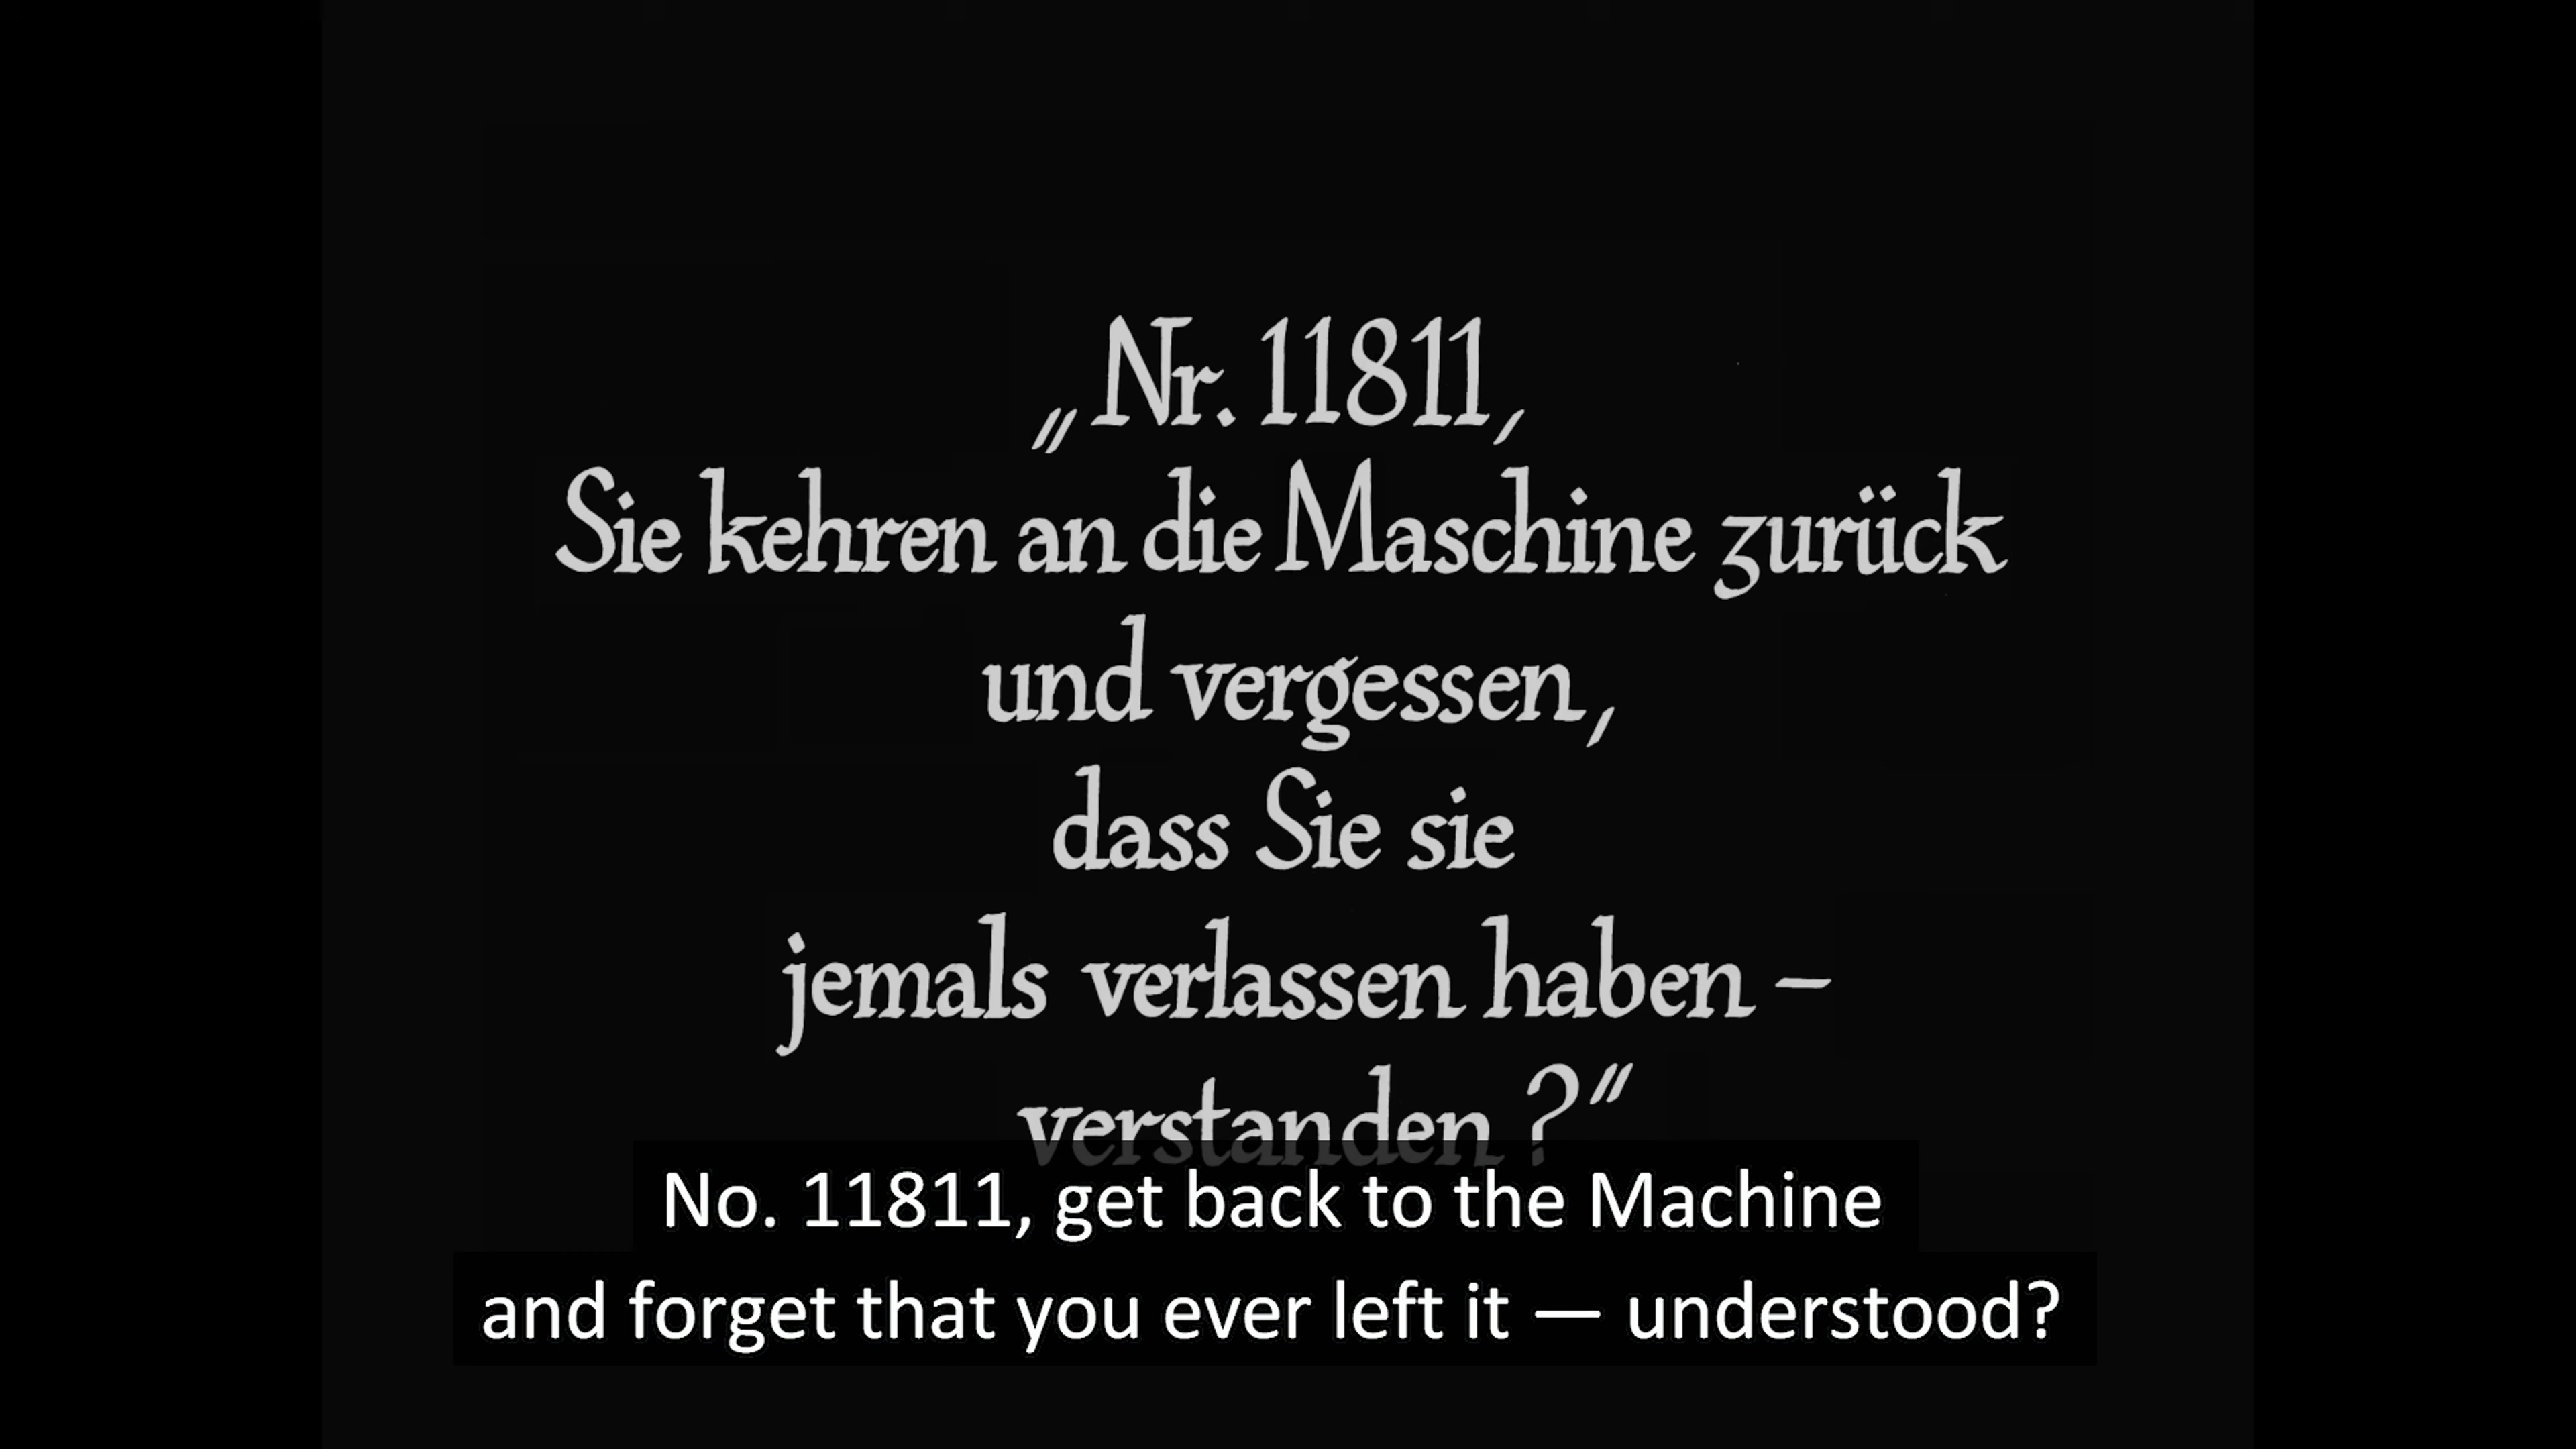 „Nr. 11811,
Sie kehren an die Maschine zurück
und vergessen,
dass Sie sie
jemals verlassen haben –
verstanden ?“
No. 11811, get back to the Machine
and forget that you ever left it — understood?